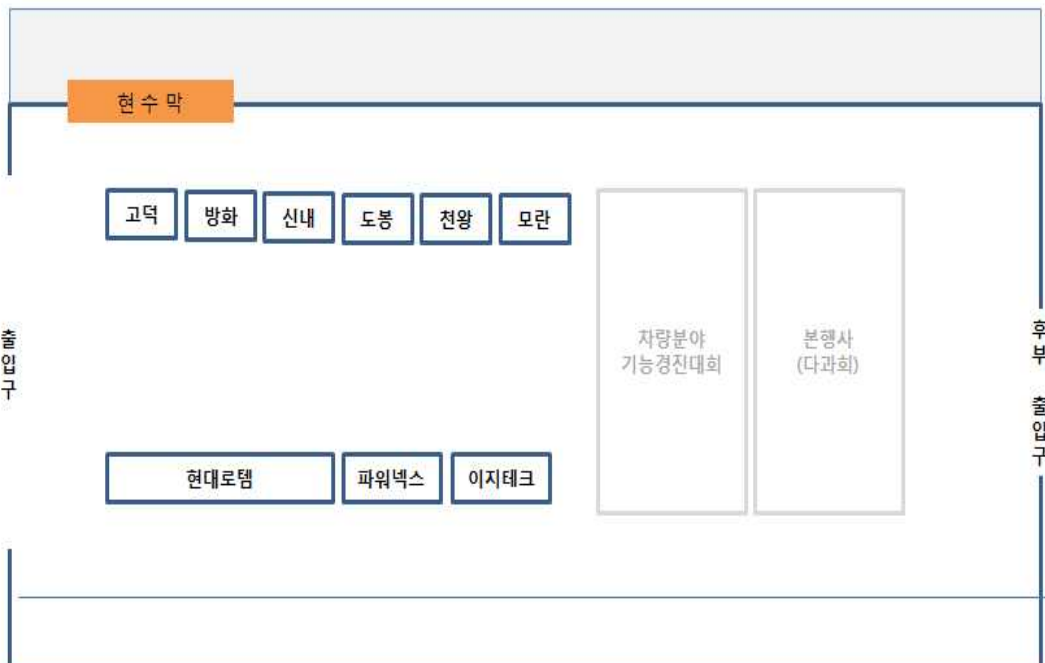 현 수 막
고덕
방화
신내
도봉
천왕
모란
출입구
차량분야
기능경진대회
본행사
(다과회)
후부 출입구
현대로템
파워넥스
이지테크